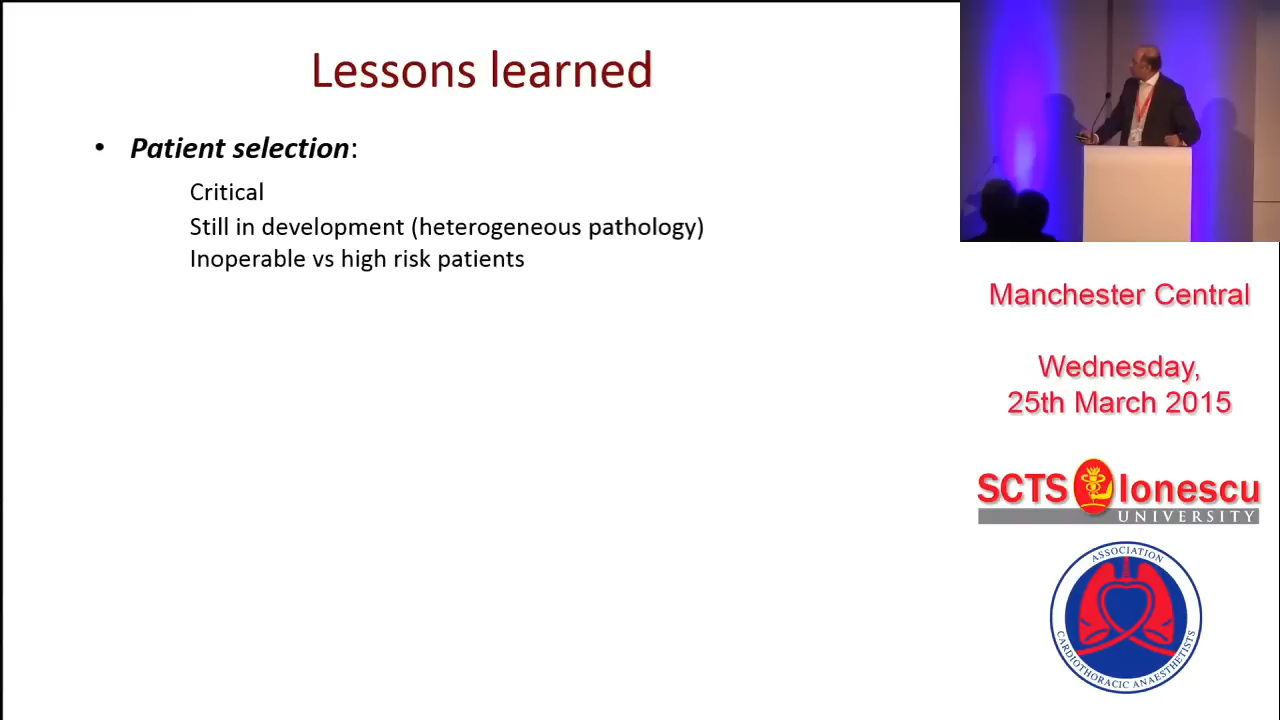 Lessons learned
• Patient selection:
Critical
Still in development (heterogeneous pathology)
Inoperable vs high risk patients
Manchester Central
Wednesday,
25th March 2015
SCTS Ionescu
UNIVERSITY
ASSOCIATION
CARDIOTHORACIC ANAESTHETISTS